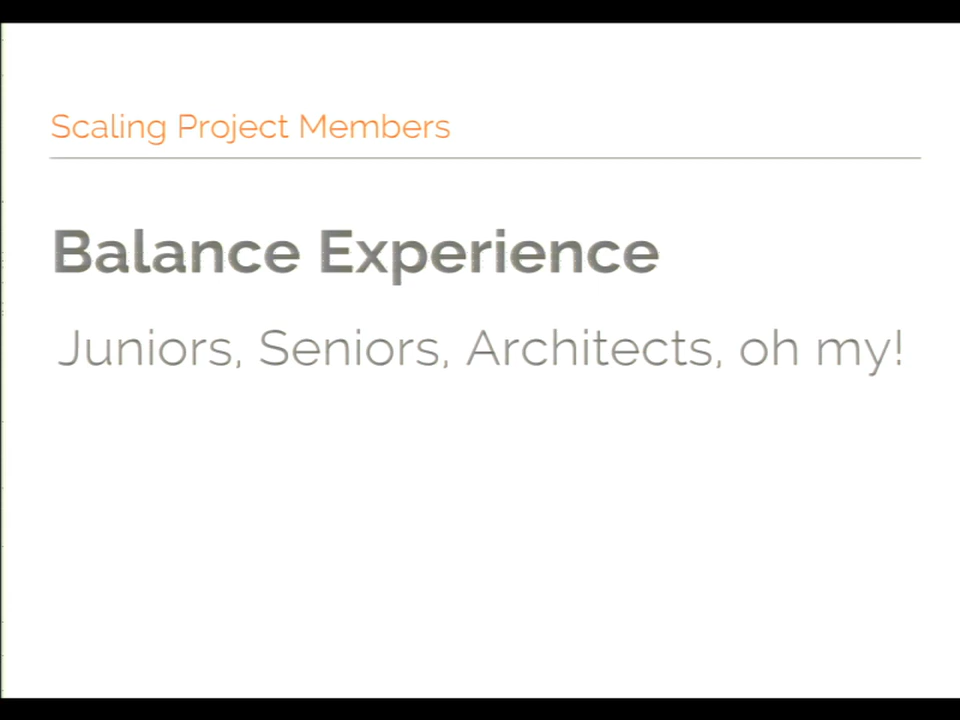 Scaling Project Members
Balance Experience
Juniors, Seniors, Architects, oh my!